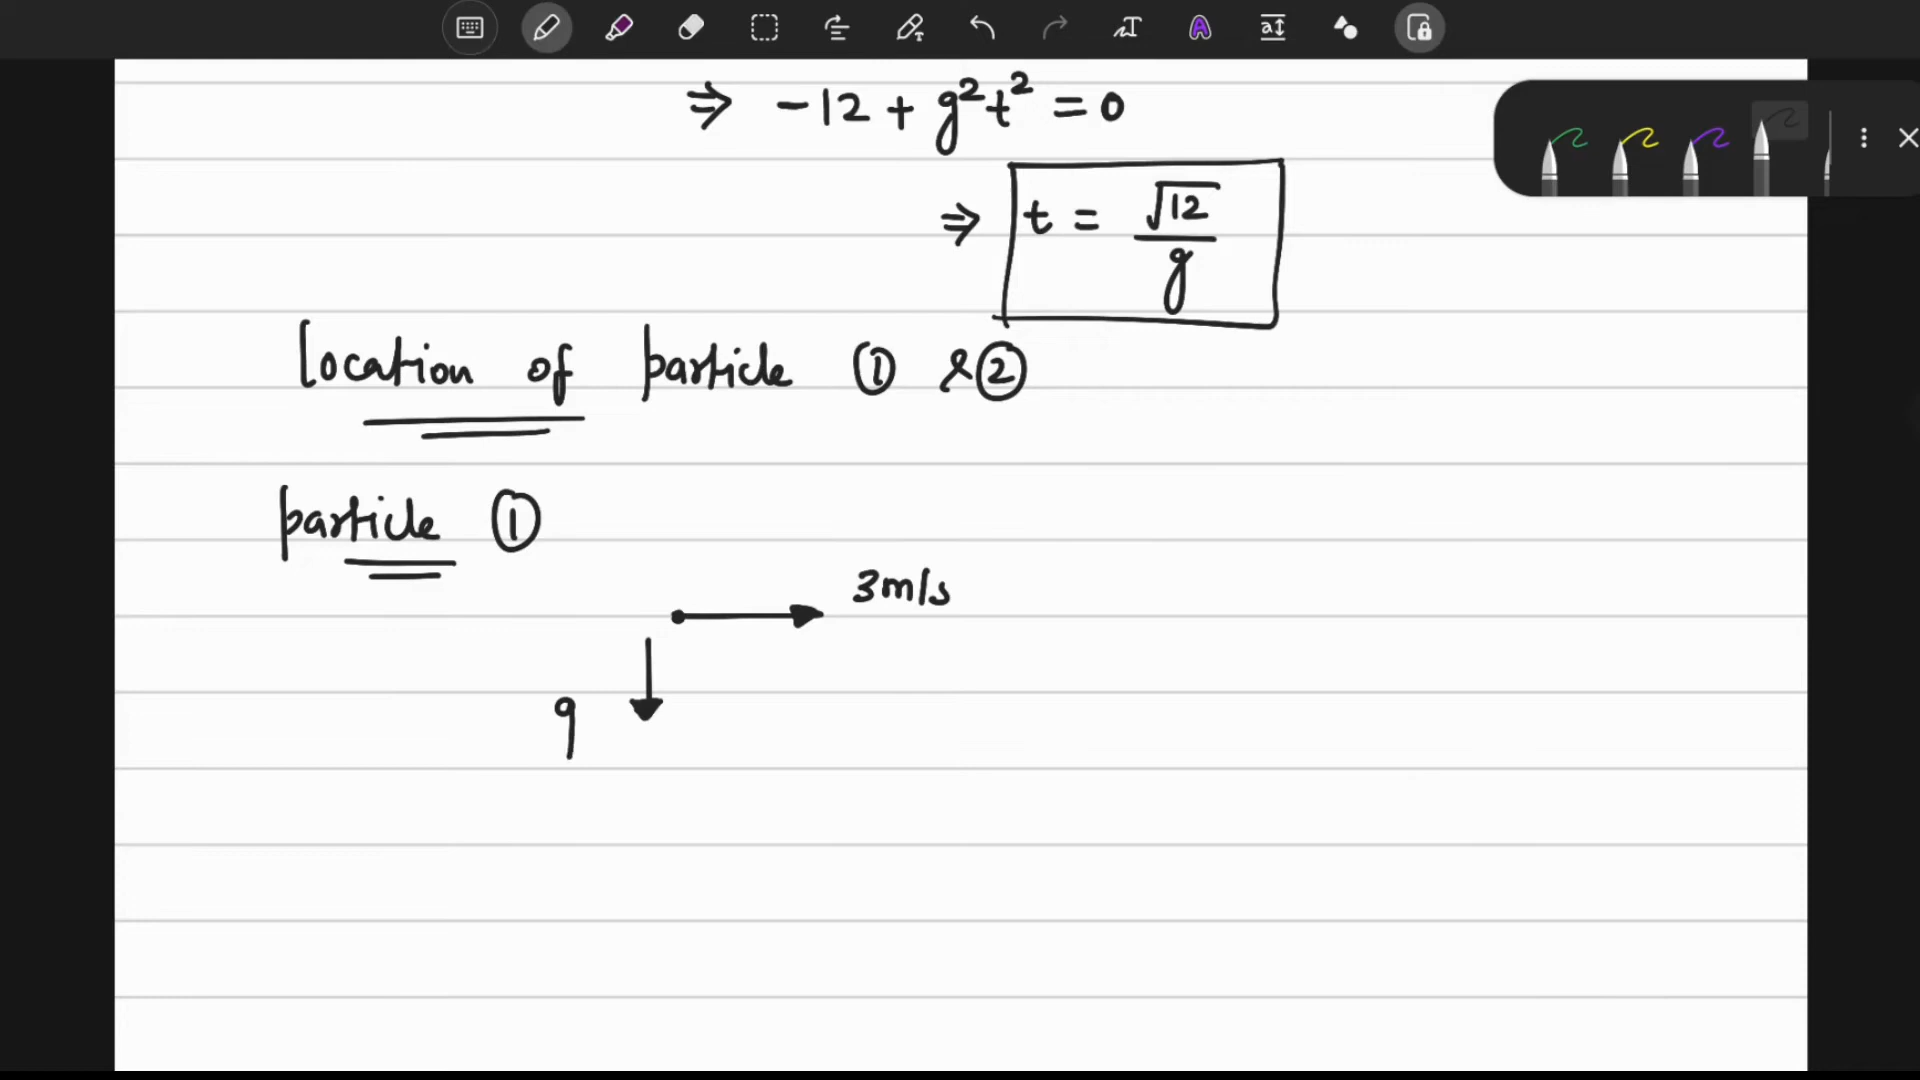 ⇒ -12 + g²t² = 0
⇒ t = √12 / g
location of particle ① & ②
particle ①
3m/s
g